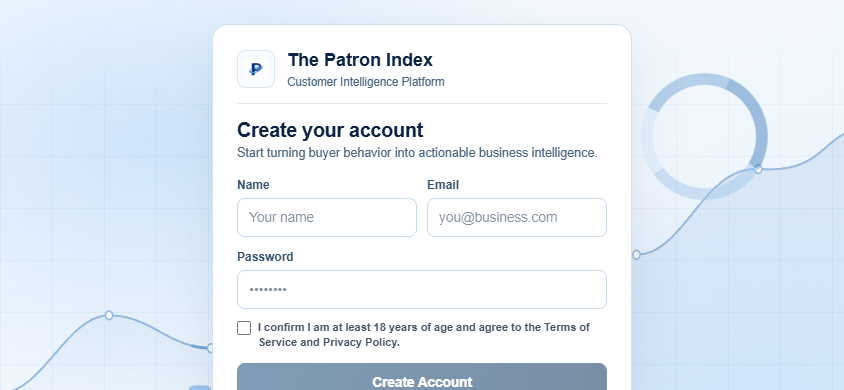 P
The Patron Index
Customer Intelligence Platform
Create your account
Start turning buyer behavior into actionable business intelligence.
Name
Email
Your name
you@business.com
Password
••••••••
I confirm I am at least 18 years of age and agree to the Terms of
Service and Privacy Policy.
Create Account